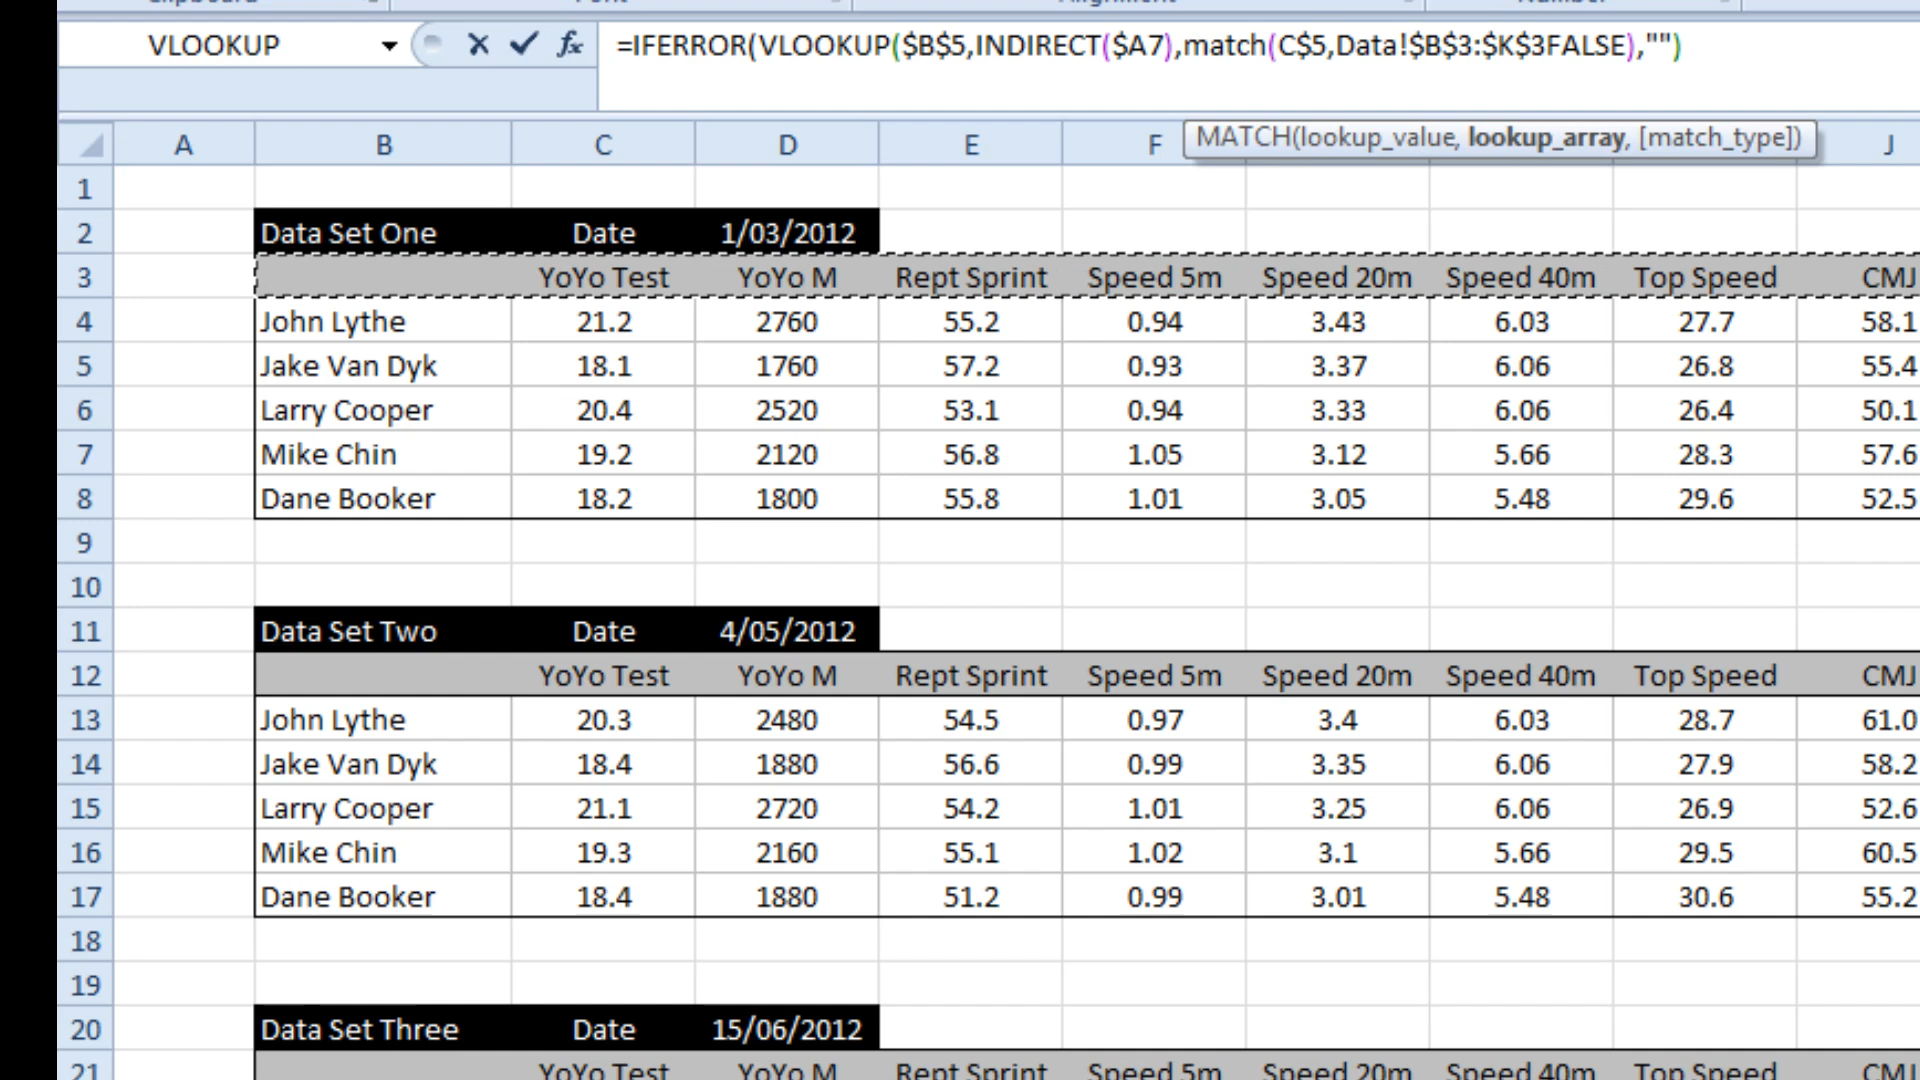 VLOOKUP =IFERROR(VLOOKUP($B$5,INDIRECT($A7),match(C$5,Data!$B$3:$K$3FALSE),"")
MATCH(lookup_value, lookup_array, [match_type])
A B C D E F J
1
2 Data Set One Date 1/03/2012
3 YoYo Test YoYo M Rept Sprint Speed 5m Speed 20m Speed 40m Top Speed CMJ
4 John Lythe 21.2 2760 55.2 0.94 3.43 6.03 27.7 58.1
5 Jake Van Dyk 18.1 1760 57.2 0.93 3.37 6.06 26.8 55.4
6 Larry Cooper 20.4 2520 53.1 0.94 3.33 6.06 26.4 50.1
7 Mike Chin 19.2 2120 56.8 1.05 3.12 5.66 28.3 57.6
8 Dane Booker 18.2 1800 55.8 1.01 3.05 5.48 29.6 52.5
9
10
11 Data Set Two Date 4/05/2012
12 YoYo Test YoYo M Rept Sprint Speed 5m Speed 20m Speed 40m Top Speed CMJ
13 John Lythe 20.3 2480 54.5 0.97 3.4 6.03 28.7 61.0
14 Jake Van Dyk 18.4 1880 56.6 0.99 3.35 6.06 27.9 58.2
15 Larry Cooper 21.1 2720 54.2 1.01 3.25 6.06 26.9 52.6
16 Mike Chin 19.3 2160 55.1 1.02 3.1 5.66 29.5 60.5
17 Dane Booker 18.4 1880 51.2 0.99 3.01 5.48 30.6 55.2
18
19
20 Data Set Three Date 15/06/2012
21 YoYo Test YoYo M Rept Sprint Speed 5m Speed 20m Speed 40m Top Speed CMJ